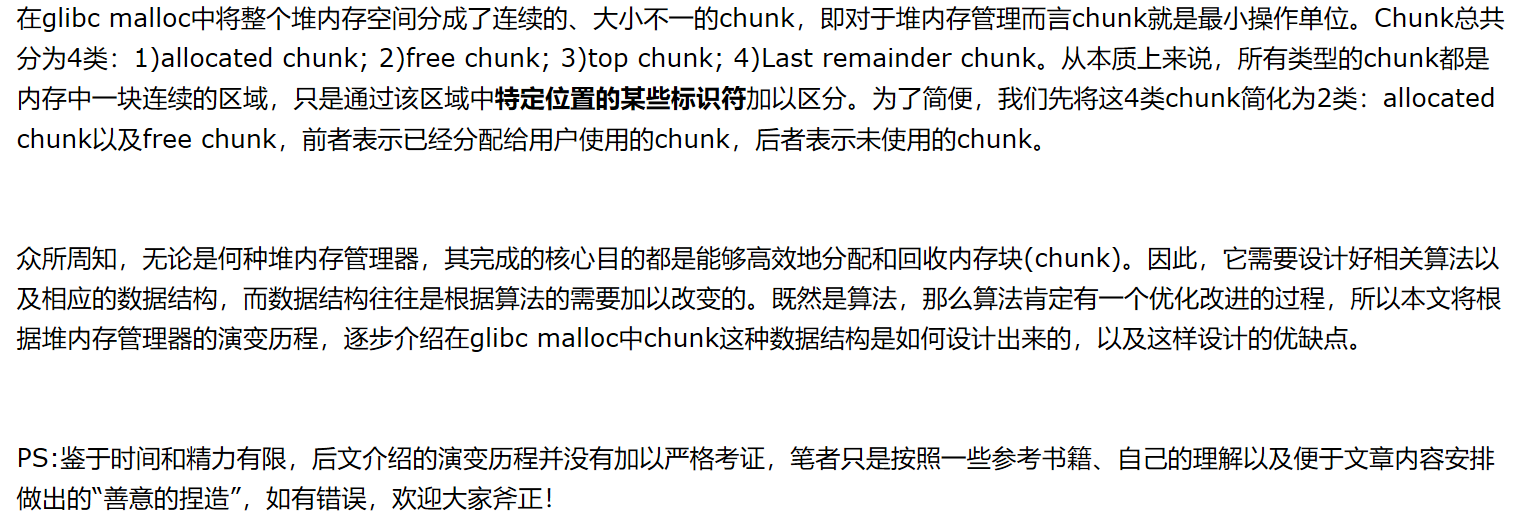 在glibc malloc中将整个堆内存空间分成了连续的、大小不一的chunk，即对于堆内存管理而言chunk就是最小操作单位。Chunk总共
分为4类：1)allocated chunk; 2)free chunk; 3)top chunk; 4)Last remainder chunk。从本质上来说，所有类型的chunk都是
内存中一块连续的区域，只是通过该区域中特定位置的某些标识符加以区分。为了简便，我们先将这4类chunk简化为2类：allocated
chunk以及free chunk，前者表示已经分配给用户使用的chunk，后者表示未使用的chunk。
众所周知，无论是何种堆内存管理器，其完成的核心目的都是能够高效地分配和回收内存块(chunk)。因此，它需要设计好相关算法以
及相应的数据结构，而数据结构往往是根据算法的需要加以改变的。既然是算法，那么算法肯定有一个优化改进的过程，所以本文将根
据堆内存管理器的演变历程，逐步介绍在glibc malloc中chunk这种数据结构是如何设计出来的，以及这样设计的优缺点。
PS:鉴于时间和精力有限，后文介绍的演变历程并没有加以严格考证，笔者只是按照一些参考书籍、自己的理解以及便于文章内容安排
做出的“善意的捏造”，如有错误，欢迎大家斧正！